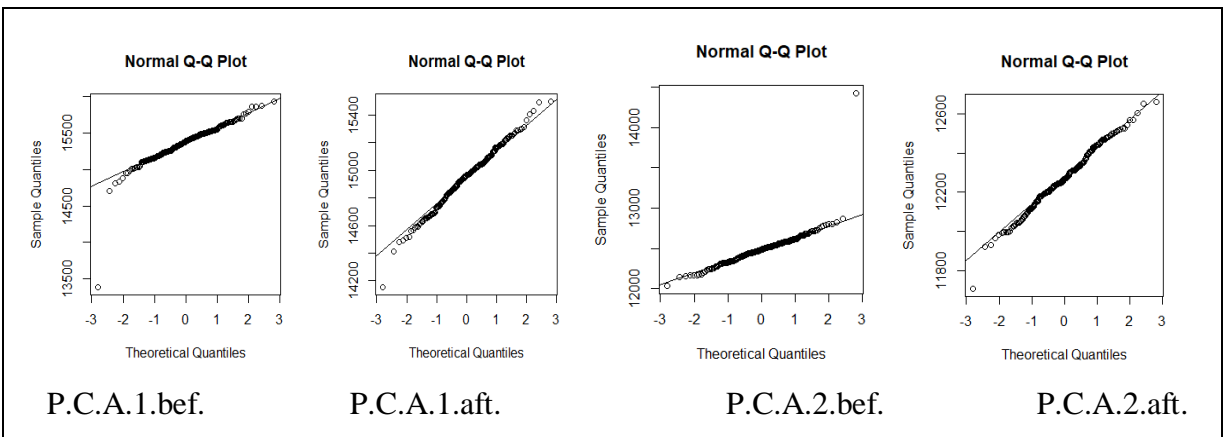 Normal Q-Q Plot
Sample Quantiles
13500 14500 15500
-3 -2 -1 0 1 2 3
Theoretical Quantiles
P.C.A.1.bef.
Normal Q-Q Plot
Sample Quantiles
14200 14600 15000 15400
-3 -2 -1 0 1 2 3
Theoretical Quantiles
P.C.A.1.aft.
Normal Q-Q Plot
Sample Quantiles
12000 13000 14000
-3 -2 -1 0 1 2 3
Theoretical Quantiles
P.C.A.2.bef.
Normal Q-Q Plot
Sample Quantiles
11800 12200 12600
-3 -2 -1 0 1 2 3
Theoretical Quantiles
P.C.A.2.aft.